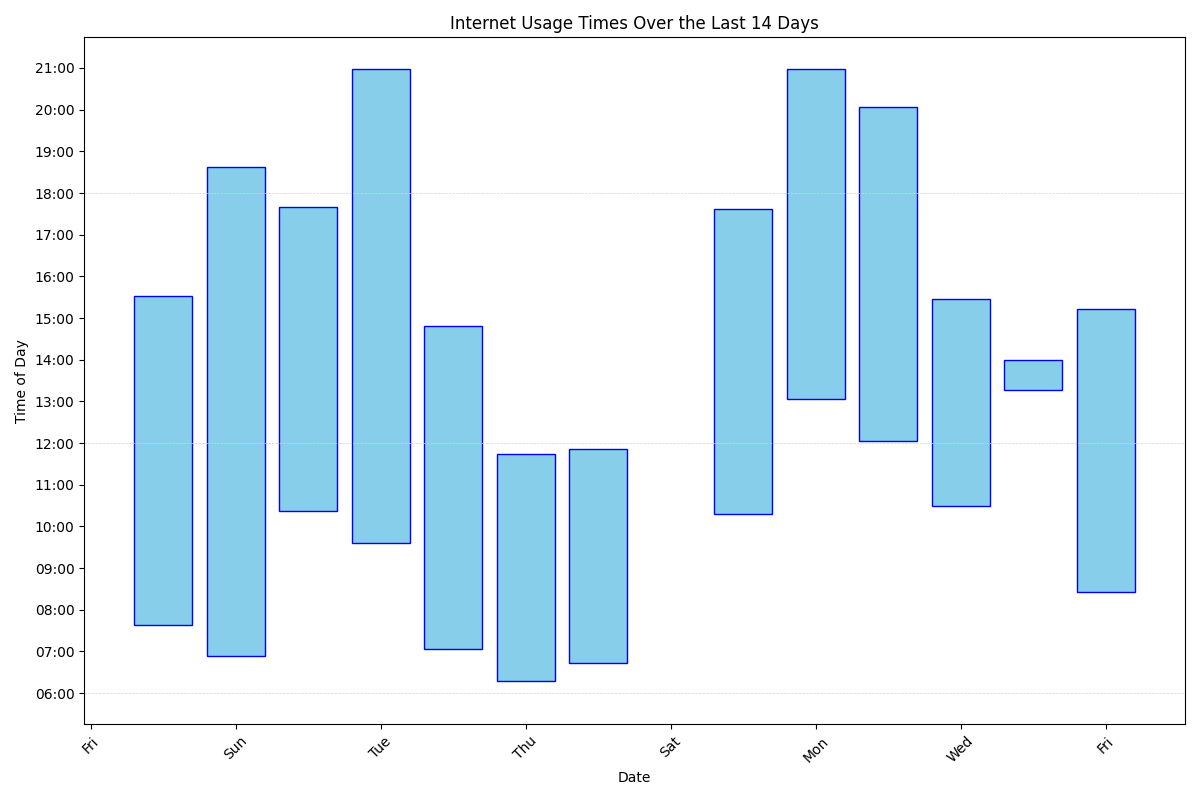 Internet Usage Times Over the Last 14 Days
Time of Day
21:00
20:00
19:00
18:00
17:00
16:00
15:00
14:00
13:00
12:00
11:00
10:00
09:00
08:00
07:00
06:00
Fri
Sun
Tue
Thu
Sat
Mon
Wed
Fri
Date